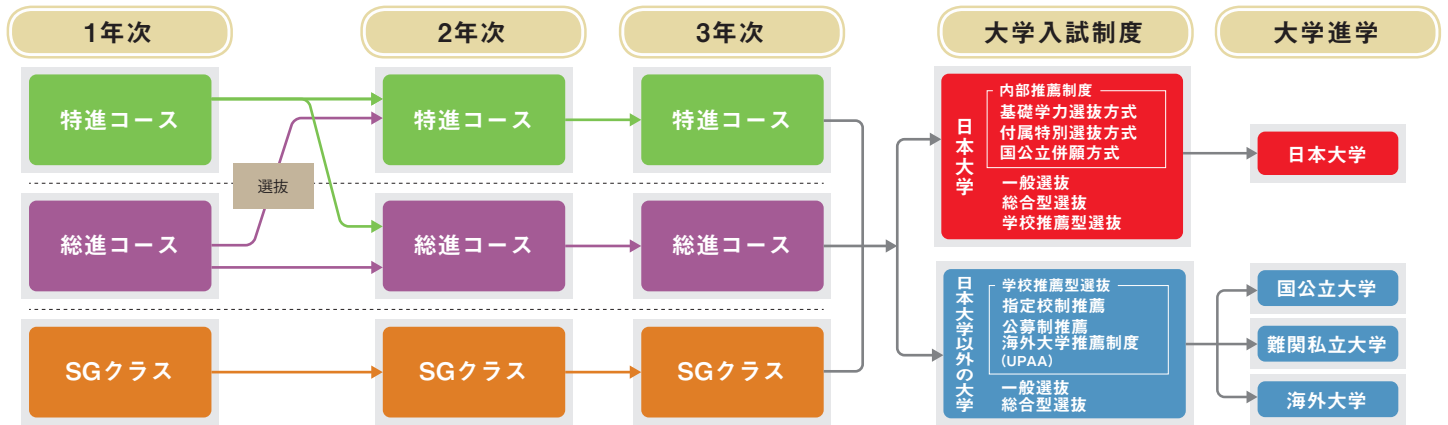 1年次
2年次
3年次
大学入試制度
大学進学
特進コース
特進コース
特進コース
選抜
総進コース
総進コース
総進コース
SGクラス
SGクラス
SGクラス
日本大学
内部推薦制度
基礎学力選抜方式
付属特別選抜方式
国公立併願方式
一般選抜
総合型選抜
学校推薦型選抜
日本大学
日本大学以外の大学
学校推薦型選抜
指定校制推薦
公募制推薦
海外大学推薦制度
(UPAA)
一般選抜
総合型選抜
国公立大学
難関私立大学
海外大学